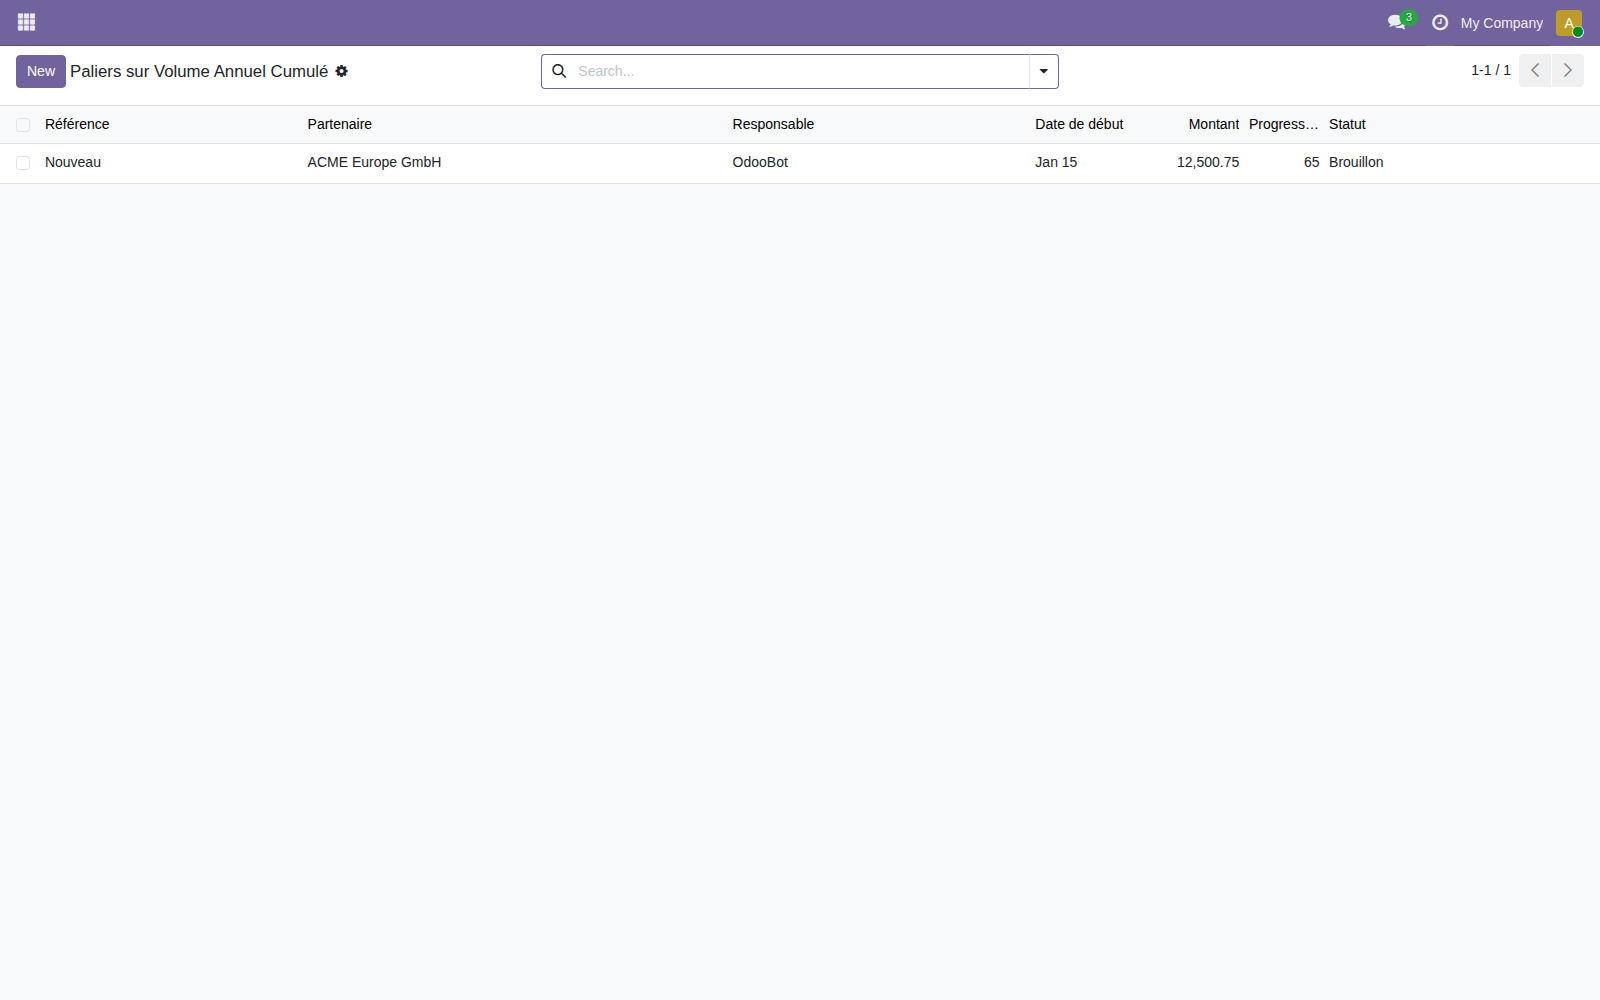 3
My Company
A
New
Paliers sur Volume Annuel Cumulé
Search...
1-1 / 1
Référence Partenaire Responsable Date de début Montant Progress… Statut
Nouveau ACME Europe GmbH OdooBot Jan 15 12,500.75 65 Brouillon